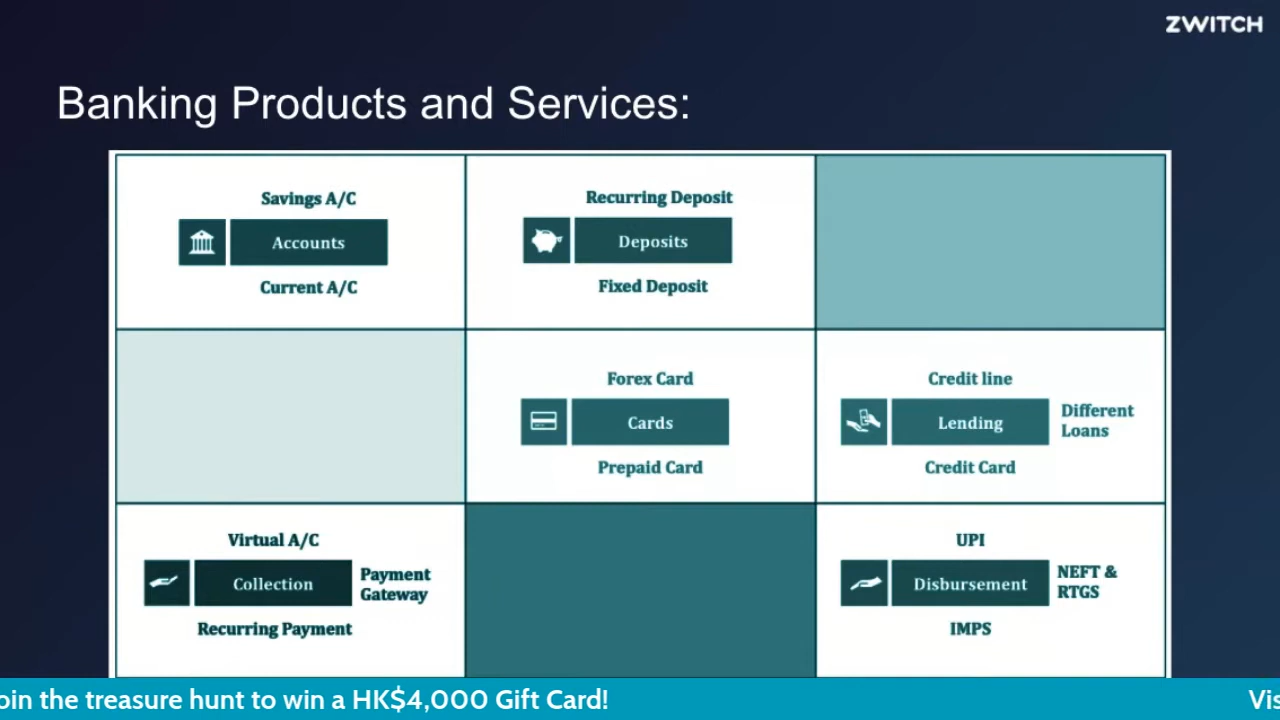 ZWITCH
Banking Products and Services:
Savings A/C
Accounts
Current A/C
Recurring Deposit
Deposits
Fixed Deposit
Forex Card
Cards
Prepaid Card
Credit line
Lending
Different
Loans
Credit Card
Virtual A/C
Collection
Payment
Gateway
Recurring Payment
UPI
Disbursement
NEFT &
RTGS
IMPS
oin the treasure hunt to win a HK$4,000 Gift Card!
Vis